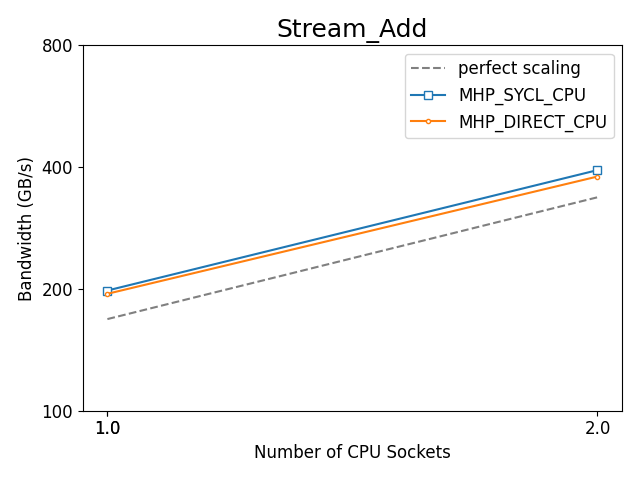 Stream_Add
800
400
200
100
Bandwidth (GB/s)
perfect scaling
MHP_SYCL_CPU
MHP_DIRECT_CPU
1.0
2.0
Number of CPU Sockets